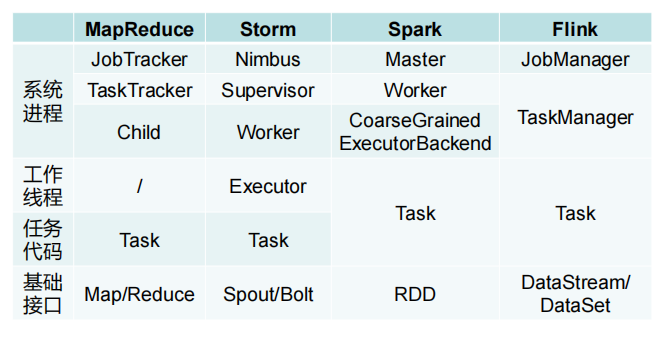 MapReduce Storm Spark Flink
系统
进程
JobTracker Nimbus Master JobManager
TaskTracker Supervisor Worker
TaskManager
Child Worker CoarseGrained
ExecutorBackend
工作
线程
/ Executor
Task Task
任务
代码
Task Task
基础
接口
Map/Reduce Spout/Bolt RDD DataStream/
DataSet